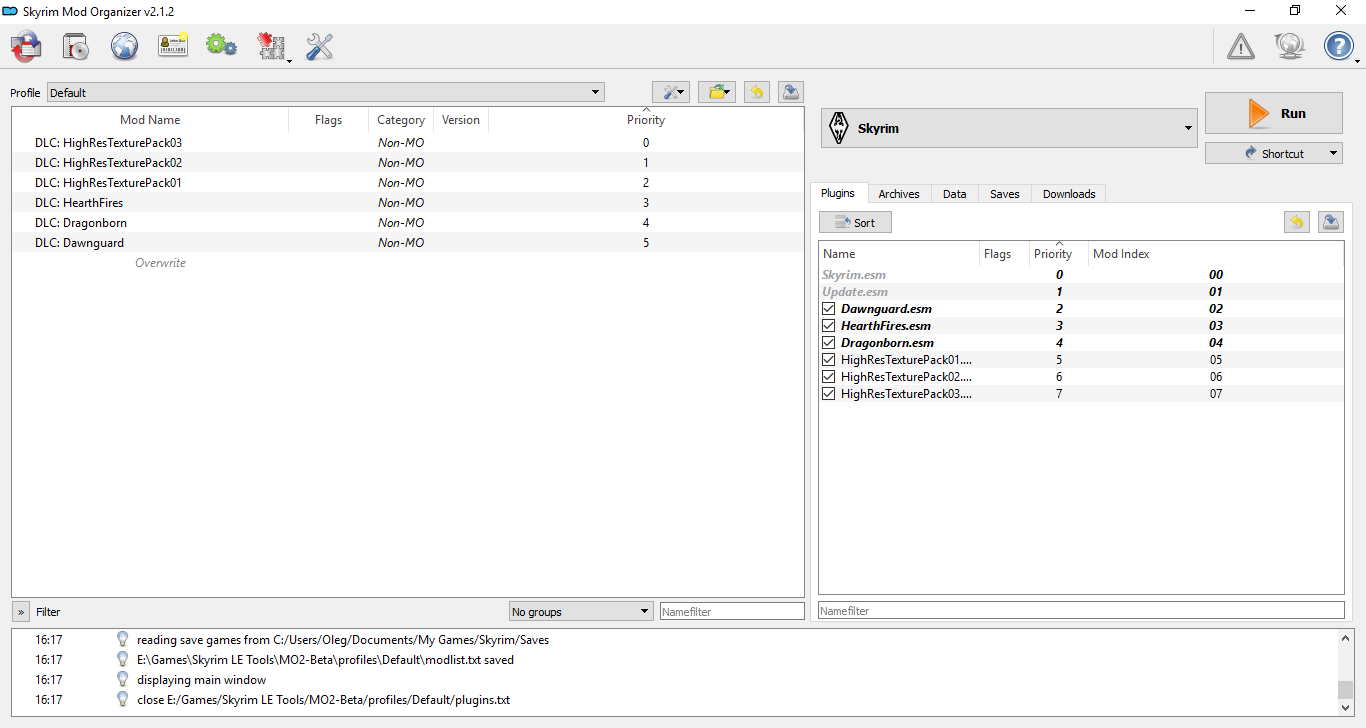 Skyrim Mod Organizer v2.1.2
Profile Default
Mod Name Flags Category Version Priority
DLC: HighResTexturePack03 Non-MO 0
DLC: HighResTexturePack02 Non-MO 1
DLC: HighResTexturePack01 Non-MO 2
DLC: HearthFires Non-MO 3
DLC: Dragonborn Non-MO 4
DLC: Dawnguard Non-MO 5
Overwrite
» Filter No groups Namefilter
Skyrim
Run
Shortcut
Plugins Archives Data Saves Downloads
Sort
Name Flags Priority Mod Index
Skyrim.esm 0 00
Update.esm 1 01
Dawnguard.esm 2 02
HearthFires.esm 3 03
Dragonborn.esm 4 04
HighResTexturePack01.... 5 05
HighResTexturePack02.... 6 06
HighResTexturePack03.... 7 07
Namefilter
16:17 reading save games from C:/Users/Oleg/Documents/My Games/Skyrim/Saves
16:17 E:\Games\Skyrim LE Tools\MO2-Beta\profiles\Default\modlist.txt saved
16:17 displaying main window
16:17 close E:/Games/Skyrim LE Tools/MO2-Beta/profiles/Default/plugins.txt